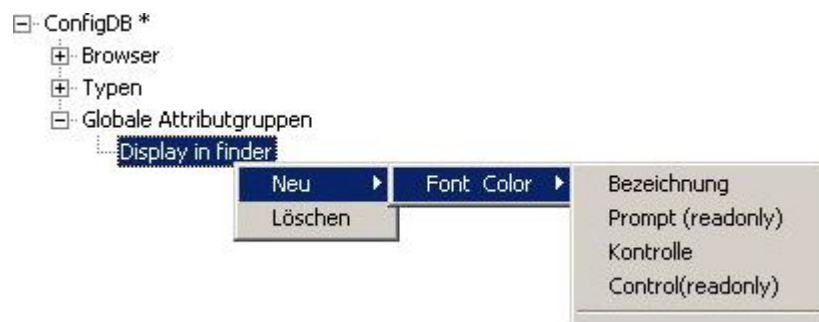 ConfigDB *
Browser
Typen
Globale Attributgruppen
Display in finder
Neu Font Color Bezeichnung
Löschen Prompt (readonly)
Kontrolle
Control(readonly)